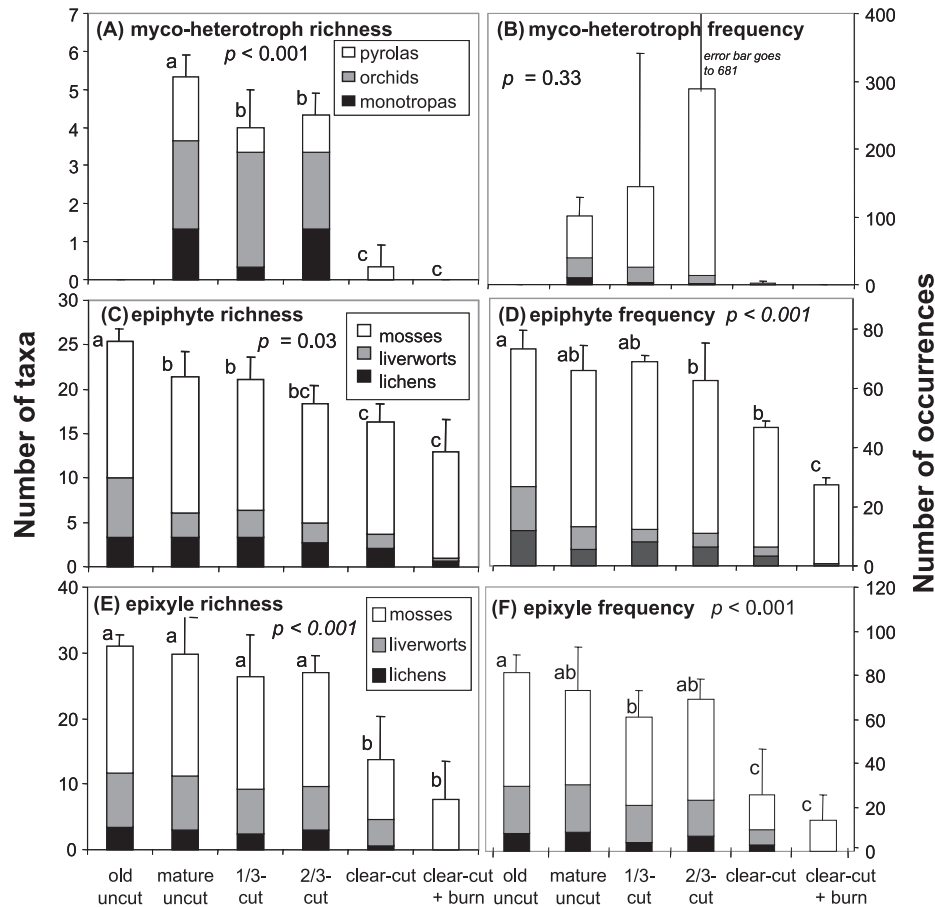 (A) myco-heterotroph richness
p < 0.001
pyrolas
orchids
monotropas
7
6
5
4
3
2
1
0
a
b
b
c
c
(B) myco-heterotroph frequency
error bar goes
to 681
p = 0.33
400
300
200
100
0
(C) epiphyte richness
p = 0.03
mosses
liverworts
lichens
30
25
20
15
10
5
0
a
b
b
bc
c
c
(D) epiphyte frequency p < 0.001
80
60
40
20
0
a
ab
ab
b
b
c
(E) epixyle richness
p < 0.001
mosses
liverworts
lichens
40
30
20
10
0
a
a
a
a
b
b
(F) epixyle frequency p < 0.001
120
100
80
60
40
20
0
a
ab
b
ab
c
c
Number of taxa
Number of occurrences
old
uncut
mature
uncut
1/3-
cut
2/3-
cut
clear-cut
clear-cut
+ burn
old
uncut
mature
uncut
1/3-
cut
2/3-
cut
clear-cut
clear-cut
+ burn